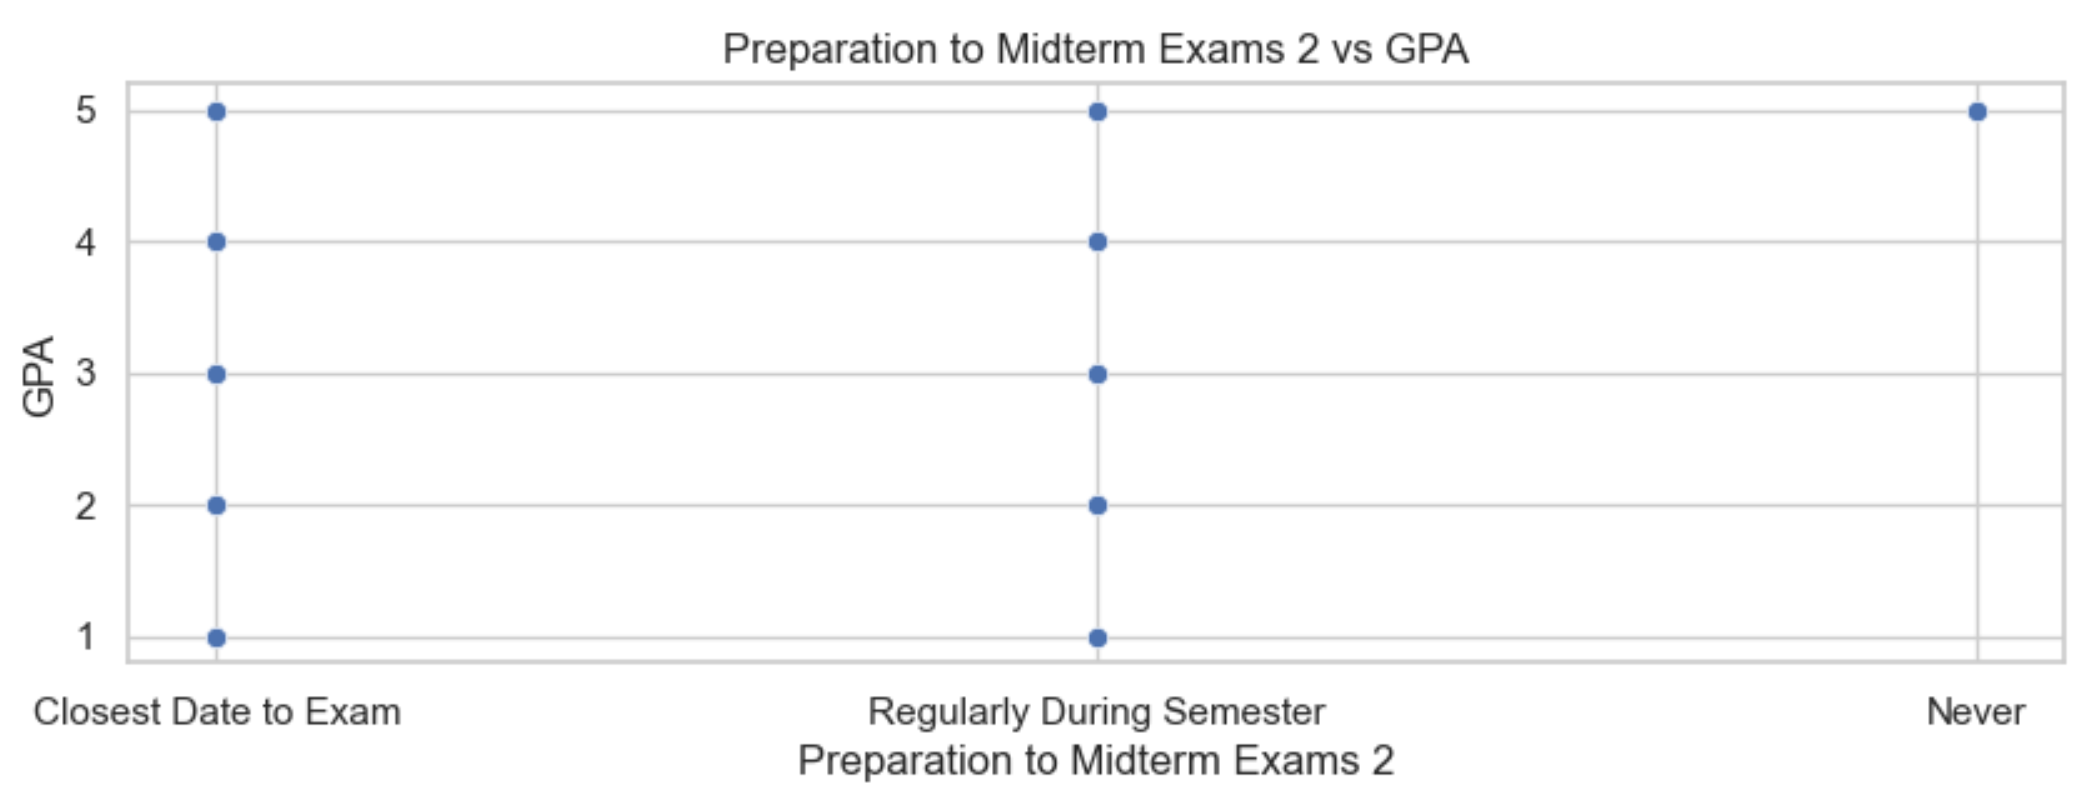 Preparation to Midterm Exams 2 vs GPA
5
4
3
2
1
GPA
Closest Date to Exam
Regularly During Semester
Never
Preparation to Midterm Exams 2